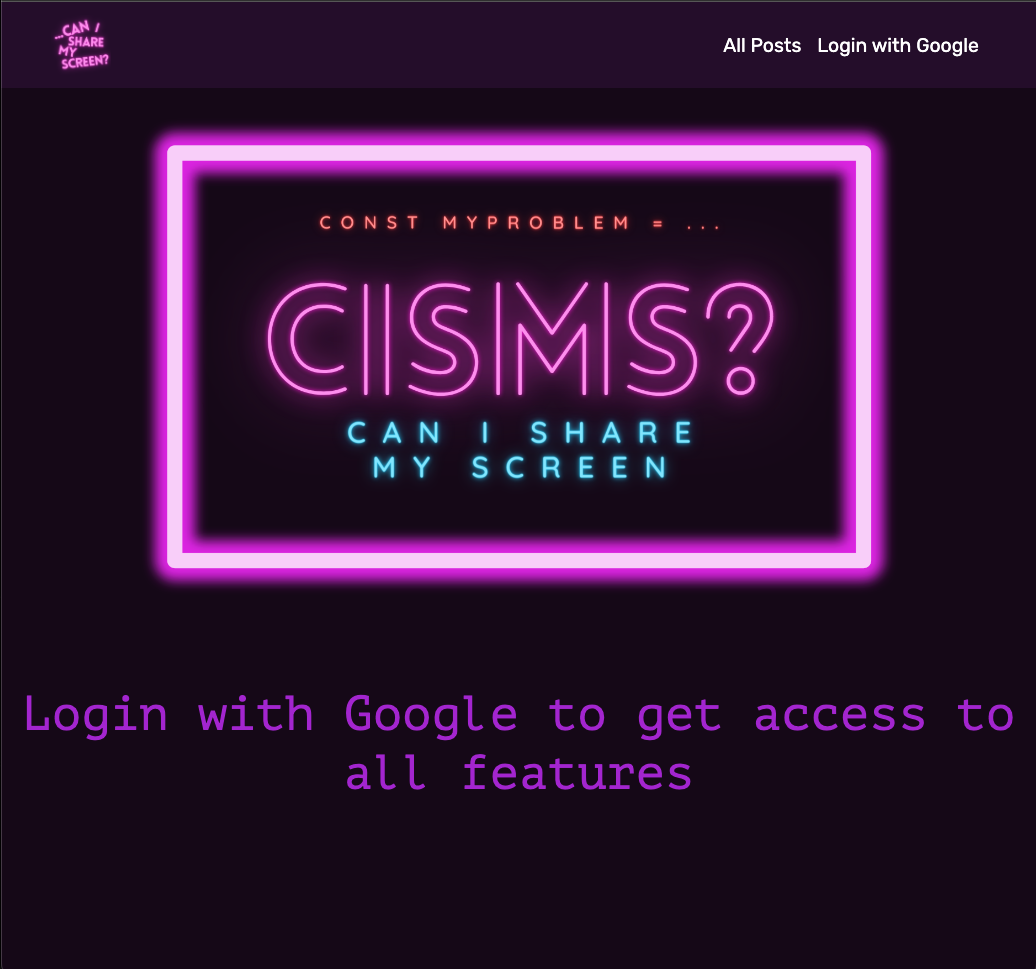 ...CAN I
SHARE
MY
SCREEN?
All Posts Login with Google
CONST MYPROBLEM = ...
CISMS?
CAN I SHARE
MY SCREEN
Login with Google to get access to
all features